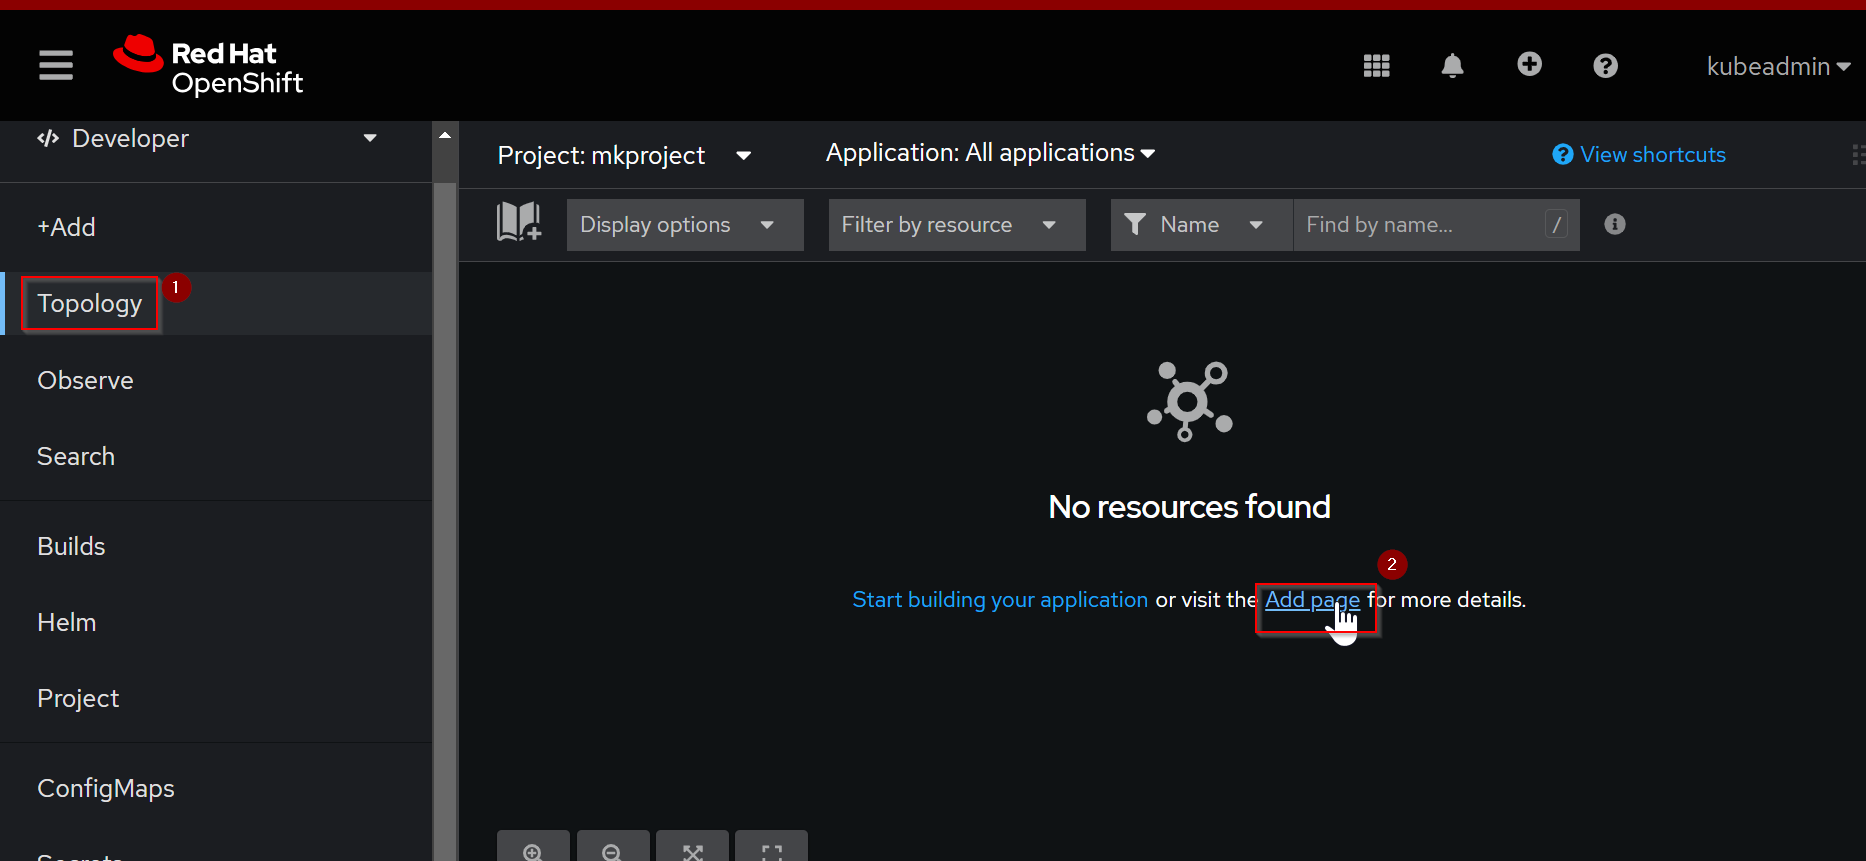 Red Hat
OpenShift
kubeadmin
</> Developer
Project: mkproject
Application: All applications
? View shortcuts
+Add
Display options
Filter by resource
Name
Find by name...
/
Topology
1
Observe
Search
No resources found
2
Start building your application or visit the Add page for more details.
Builds
Helm
Project
ConfigMaps
Secrets